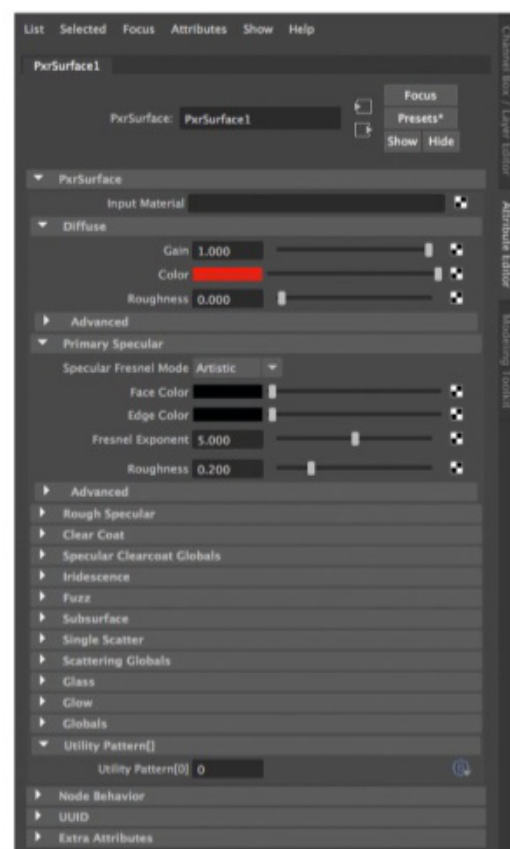 List Selected Focus Attributes Show Help
PxrSurface1
Focus
PxrSurface: PxrSurface1
Presets*
Show Hide
PxrSurface
Input Material
Diffuse
Gain 1.000
Color
Roughness 0.000
Advanced
Primary Specular
Specular Fresnel Mode Artistic
Face Color
Edge Color
Fresnel Exponent 5.000
Roughness 0.200
Advanced
Rough Specular
Clear Coat
Specular Clearcoat Globals
Iridescence
Fuzz
Subsurface
Single Scatter
Scattering Globals
Glass
Glow
Globals
Utility Pattern[]
Utility Pattern[0] 0
Node Behavior
UUID
Extra Attributes
Channel Box / Layer Editor
Attribute Editor
Modeling Toolkit